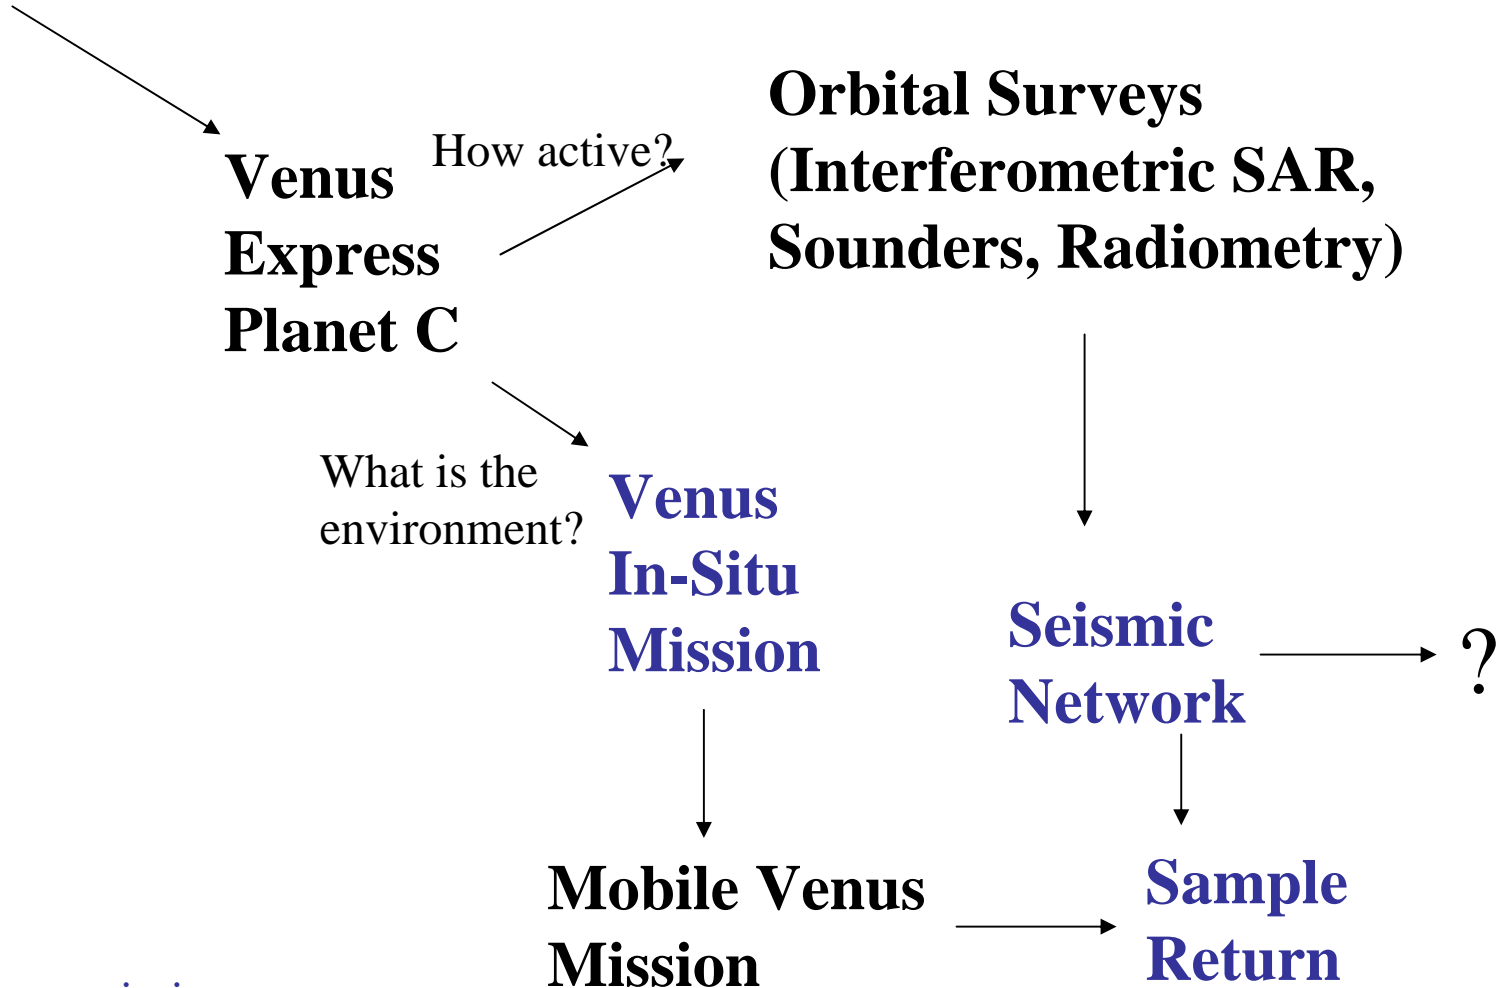 Venus
Express
Planet C
How active?
Orbital Surveys
(Interferometric SAR,
Sounders, Radiometry)
What is the
environment?
Venus
In-Situ
Mission
Seismic
Network
?
Mobile Venus
Mission
Sample
Return